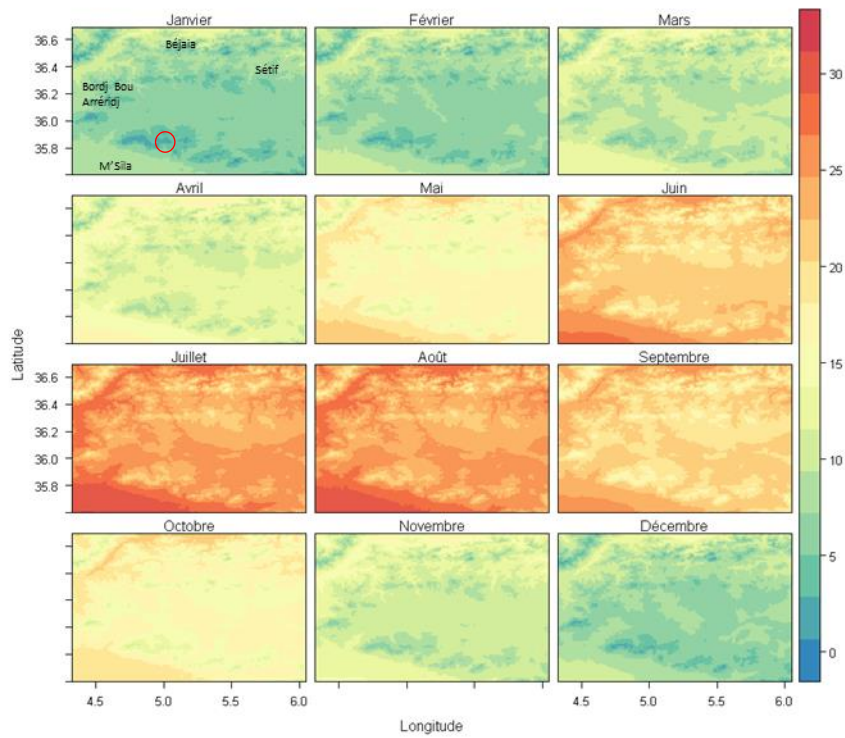 Janvier
Février
Mars
36.6
36.4
36.2
36.0
35.8
Béjaia
Sétif
Bordj Bou
Arréridj
M'Sila
Avril
Mai
Juin
Latitude
Juillet
Août
Septembre
36.6
36.4
36.2
36.0
35.8
Octobre
Novembre
Décembre
4.5
5.0
5.5
6.0
4.5
5.0
5.5
6.0
Longitude
30
25
20
15
10
5
0